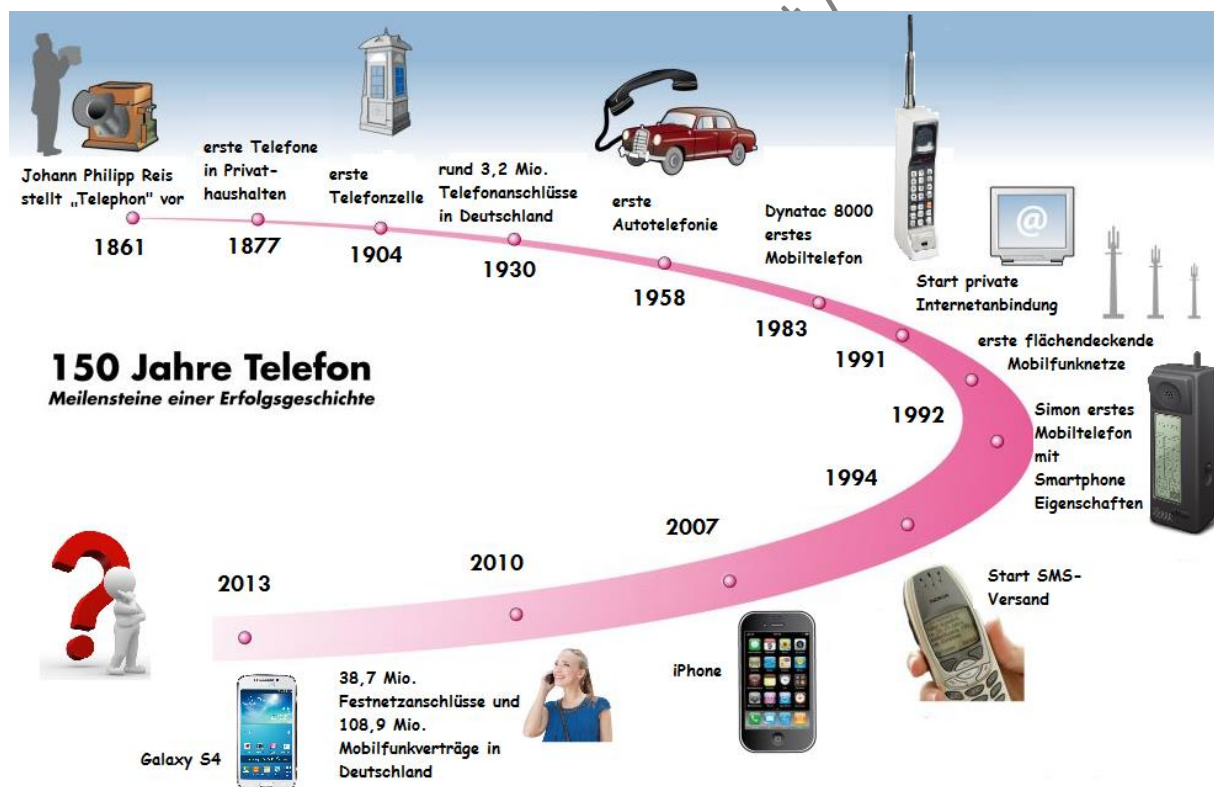 Johann Philipp Reis
stellt „Telephon" vor
1861
erste Telefone
in Privat-
haushalten
1877
erste
Telefonzelle
1904
rund 3,2 Mio.
Telefonanschlüsse
in Deutschland
1930
erste
Autotelefonie
1958
Dynatac 8000
erstes
Mobiltelefon
1983
@
Start private
Internetanbindung
1991
erste flächendeckende
Mobilfunknetze
1992
150 Jahre Telefon
Meilensteine einer Erfolgsgeschichte
Simon erstes
Mobiltelefon
mit
Smartphone
Eigenschaften
1994
Start SMS-
Versand
NOKIA
2007
iPhone
2010
38,7 Mio.
Festnetzanschlüsse und
108,9 Mio.
Mobilfunkverträge in
Deutschland
2013
Galaxy S4